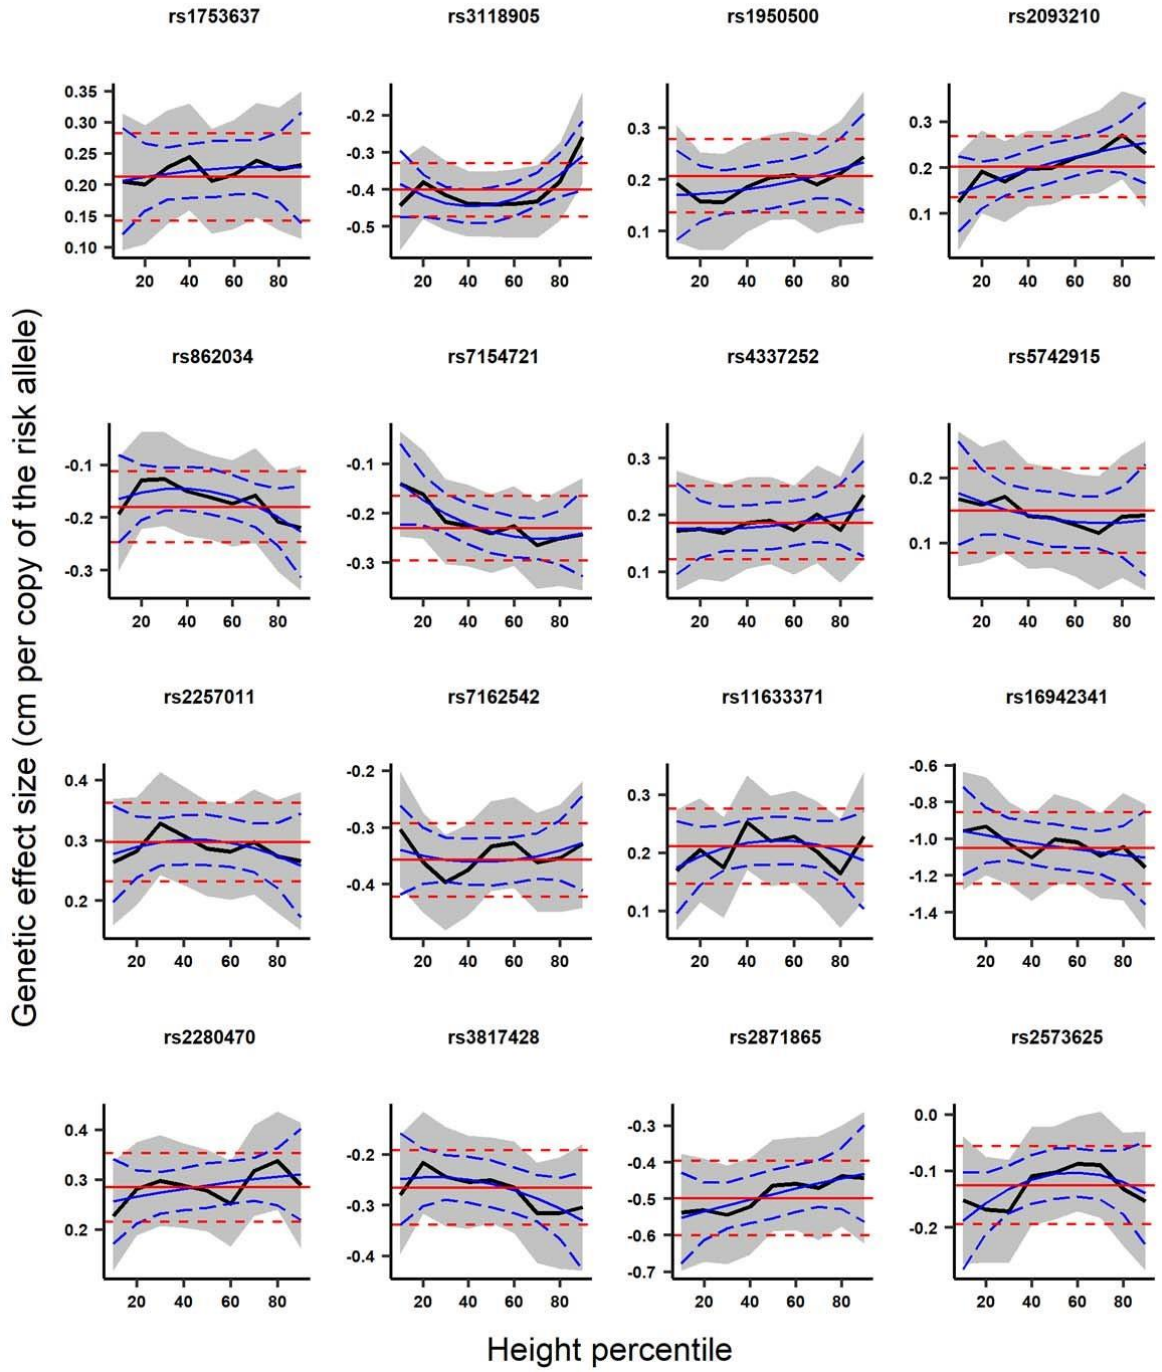 rs1753637
rs3118905
rs1950500
rs2093210
0.35
0.30
0.25
0.20
0.15
0.10
20 40 60 80
-0.2
-0.3
-0.4
-0.5
20 40 60 80
0.3
0.2
0.1
20 40 60 80
0.3
0.2
0.1
20 40 60 80
rs862034
rs7154721
rs4337252
rs5742915
-0.1
-0.2
-0.3
20 40 60 80
-0.1
-0.2
-0.3
20 40 60 80
0.3
0.2
0.1
20 40 60 80
0.2
0.1
20 40 60 80
rs2257011
rs7162542
rs11633371
rs16942341
0.4
0.3
0.2
20 40 60 80
-0.2
-0.3
-0.4
20 40 60 80
0.3
0.2
0.1
20 40 60 80
-0.6
-0.8
-1.0
-1.2
-1.4
20 40 60 80
rs2280470
rs3817428
rs2871865
rs2573625
0.4
0.3
0.2
20 40 60 80
-0.2
-0.3
-0.4
20 40 60 80
-0.3
-0.4
-0.5
-0.6
-0.7
20 40 60 80
0.0
-0.1
-0.2
20 40 60 80
Genetic effect size (cm per copy of the risk allele)
Height percentile